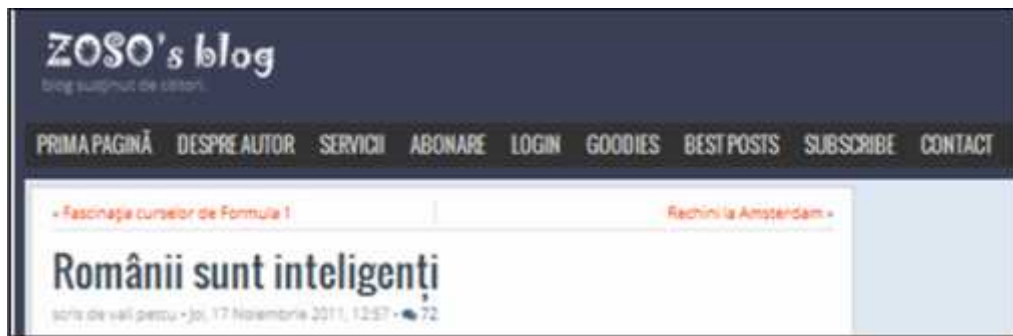 ZOSO's blog
blog susținut de cititori.
PRIMA PAGINĂ DESPRE AUTOR SERVICII ABONARE LOGIN GOODIES BEST POSTS SUBSCRIBE CONTACT
« Fascinația curselor de Formula 1 Rechini la Amsterdam »
Românii sunt inteligenți
scris de vali petcu • Joi, 17 Noiembrie 2011, 12:57 • 72